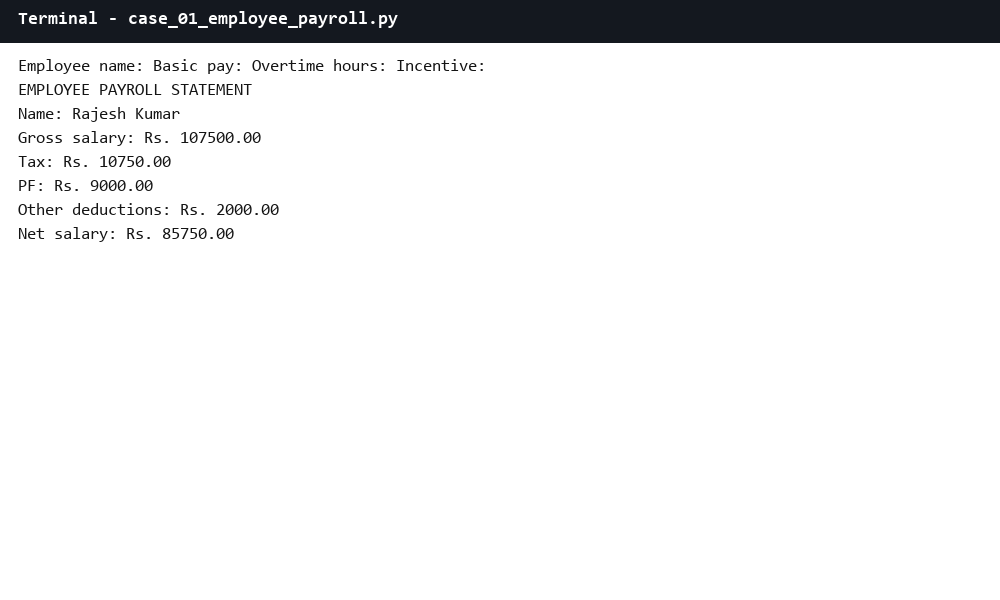 Terminal - case_01_employee_payroll.py
Employee name: Basic pay: Overtime hours: Incentive:
EMPLOYEE PAYROLL STATEMENT
Name: Rajesh Kumar
Gross salary: Rs. 107500.00
Tax: Rs. 10750.00
PF: Rs. 9000.00
Other deductions: Rs. 2000.00
Net salary: Rs. 85750.00